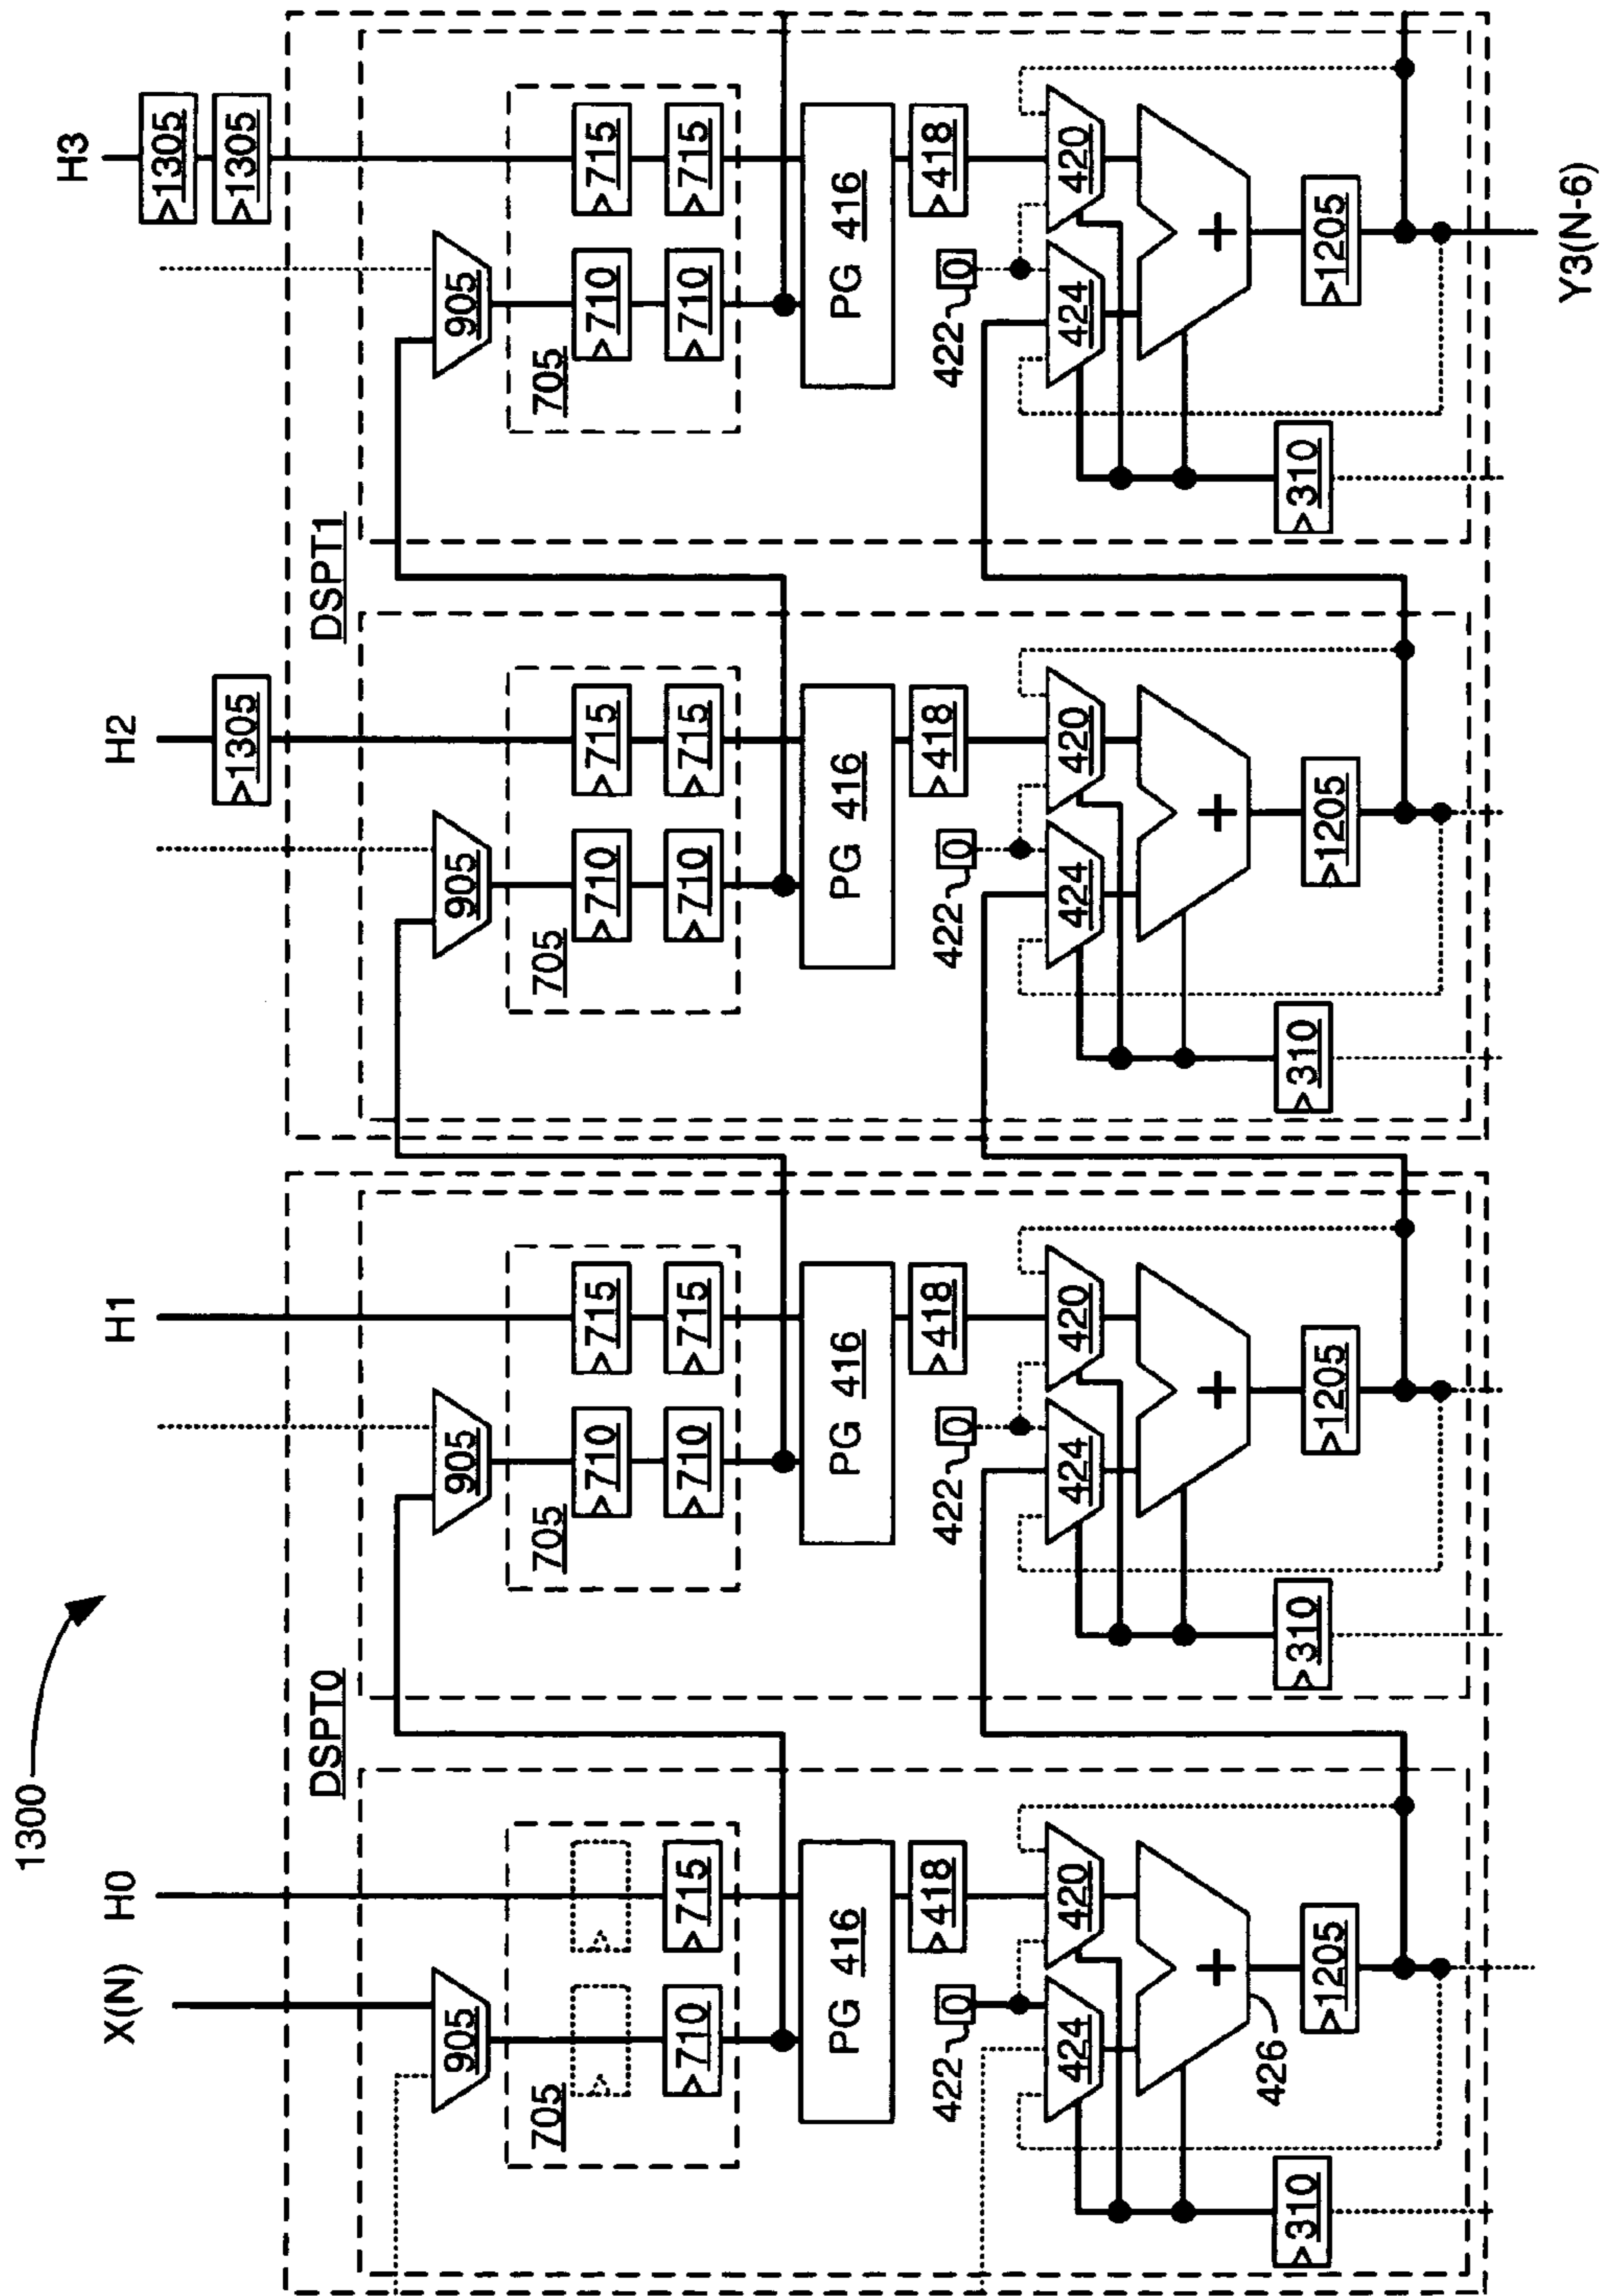 1300
H3
X(N) H0 H1 H2
1305
1305 1305
DSPT0 DSPT1
905 905 905 905
705 705 705 705
710 715 710 715 710 715
710 715 710 715 710 715 710 715
PG 416 PG 416 PG 416 PG 416
418 418 418 418
422 0 422 0 422 0 422 0
424 420 424 420 424 420 424 420
+ + + +
426
310 1205 310 1205 310 1205 310 1205
Y3(N-6)